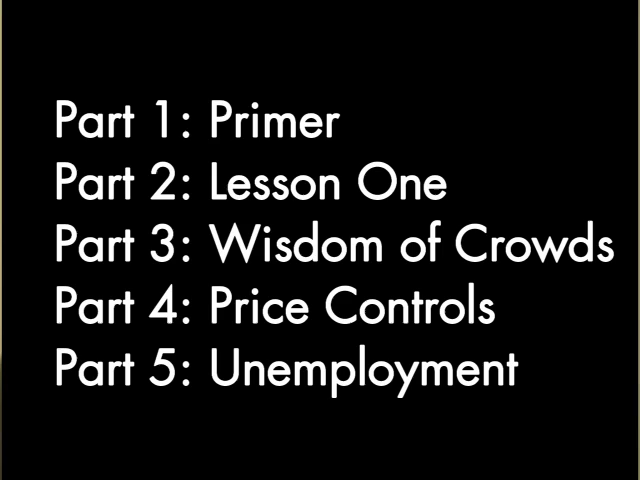 Part 1: Primer
Part 2: Lesson One
Part 3: Wisdom of Crowds
Part 4: Price Controls
Part 5: Unemployment